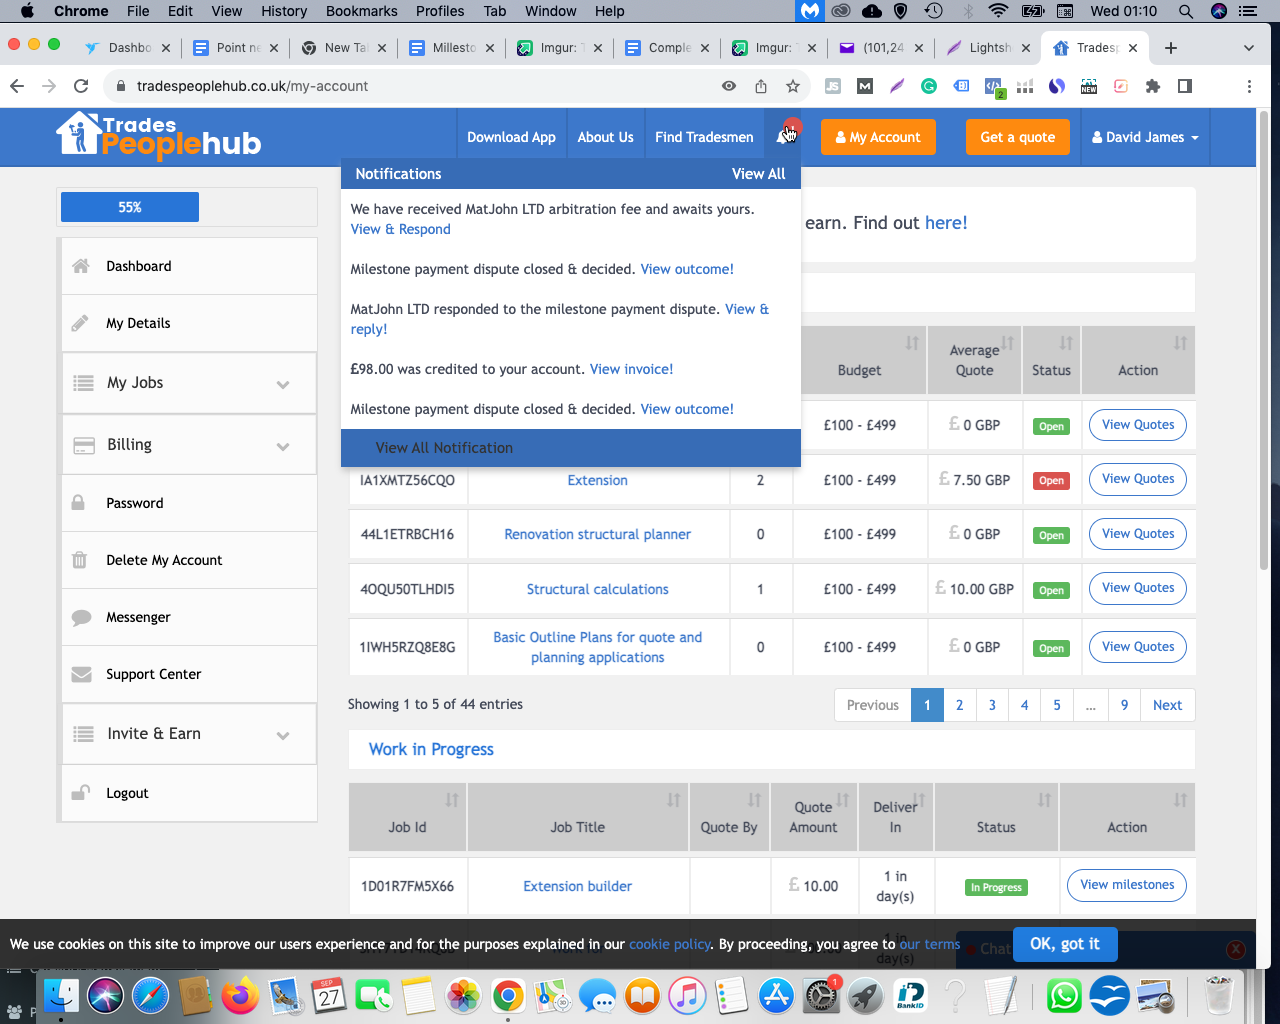 Chrome File Edit View History Bookmarks Profiles Tab Window Help Wed 01:10
Dashbo Point ne New Ta Millesto Imgur: T Comple Imgur: T (101,24 Lightsh Tradesp
tradespeoplehub.co.uk/my-account
JS M NEW 2
Trades
Peoplehub
Download App About Us Find Tradesmen My Account Get a quote David James
Notifications View All
55%
We have received MatJohn LTD arbitration fee and awaits yours.
View & Respond
earn. Find out here!
Milestone payment dispute closed & decided. View outcome!
MatJohn LTD responded to the milestone payment dispute. View &
reply!
£98.00 was credited to your account. View invoice!
Milestone payment dispute closed & decided. View outcome!
View All Notification
Dashboard
My Details
My Jobs
Billing
Password
Delete My Account
Messenger
Support Center
Invite & Earn
Logout
Budget Average Quote Status Action
£100 - £499 £ 0 GBP Open View Quotes
IA1XMTZ56CQO Extension 2 £100 - £499 £ 7.50 GBP Open View Quotes
44L1ETRBCH16 Renovation structural planner 0 £100 - £499 £ 0 GBP Open View Quotes
4OQU50TLHDI5 Structural calculations 1 £100 - £499 £ 10.00 GBP Open View Quotes
1IWH5RZQ8E8G Basic Outline Plans for quote and planning applications 0 £100 - £499 £ 0 GBP Open View Quotes
Showing 1 to 5 of 44 entries Previous 1 2 3 4 5 ... 9 Next
Work in Progress
Job Id Job Title Quote By Quote Amount Deliver In Status Action
1D01R7FM5X66 Extension builder £ 10.00 1 in day(s) In Progress View milestones
We use cookies on this site to improve our users experience and for the purposes explained in our cookie policy. By proceeding, you agree to our terms OK, got it
Chat
day(s)
SEP
27
1
BankID